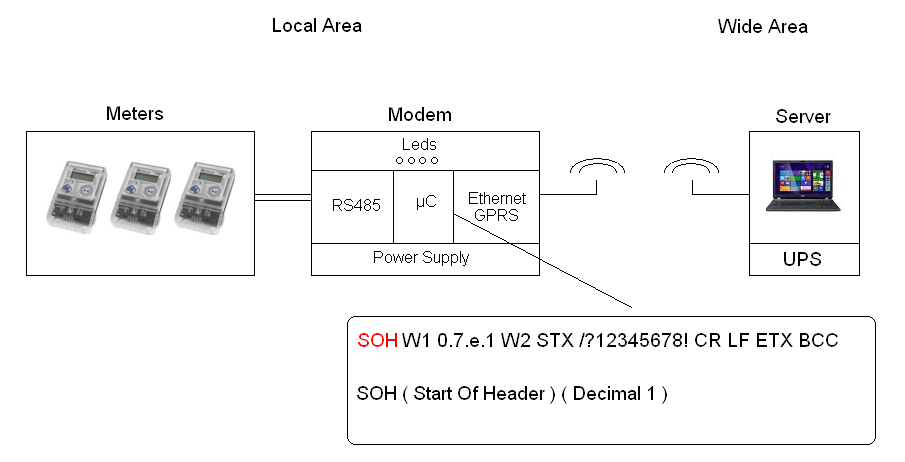 Local Area
Wide Area
Meters
Modem
Server
Leds
RS485
µC
Ethernet
GPRS
Power Supply
UPS
SOH W1 0.7.e.1 W2 STX /?12345678! CR LF ETX BCC
SOH ( Start Of Header ) ( Decimal 1 )